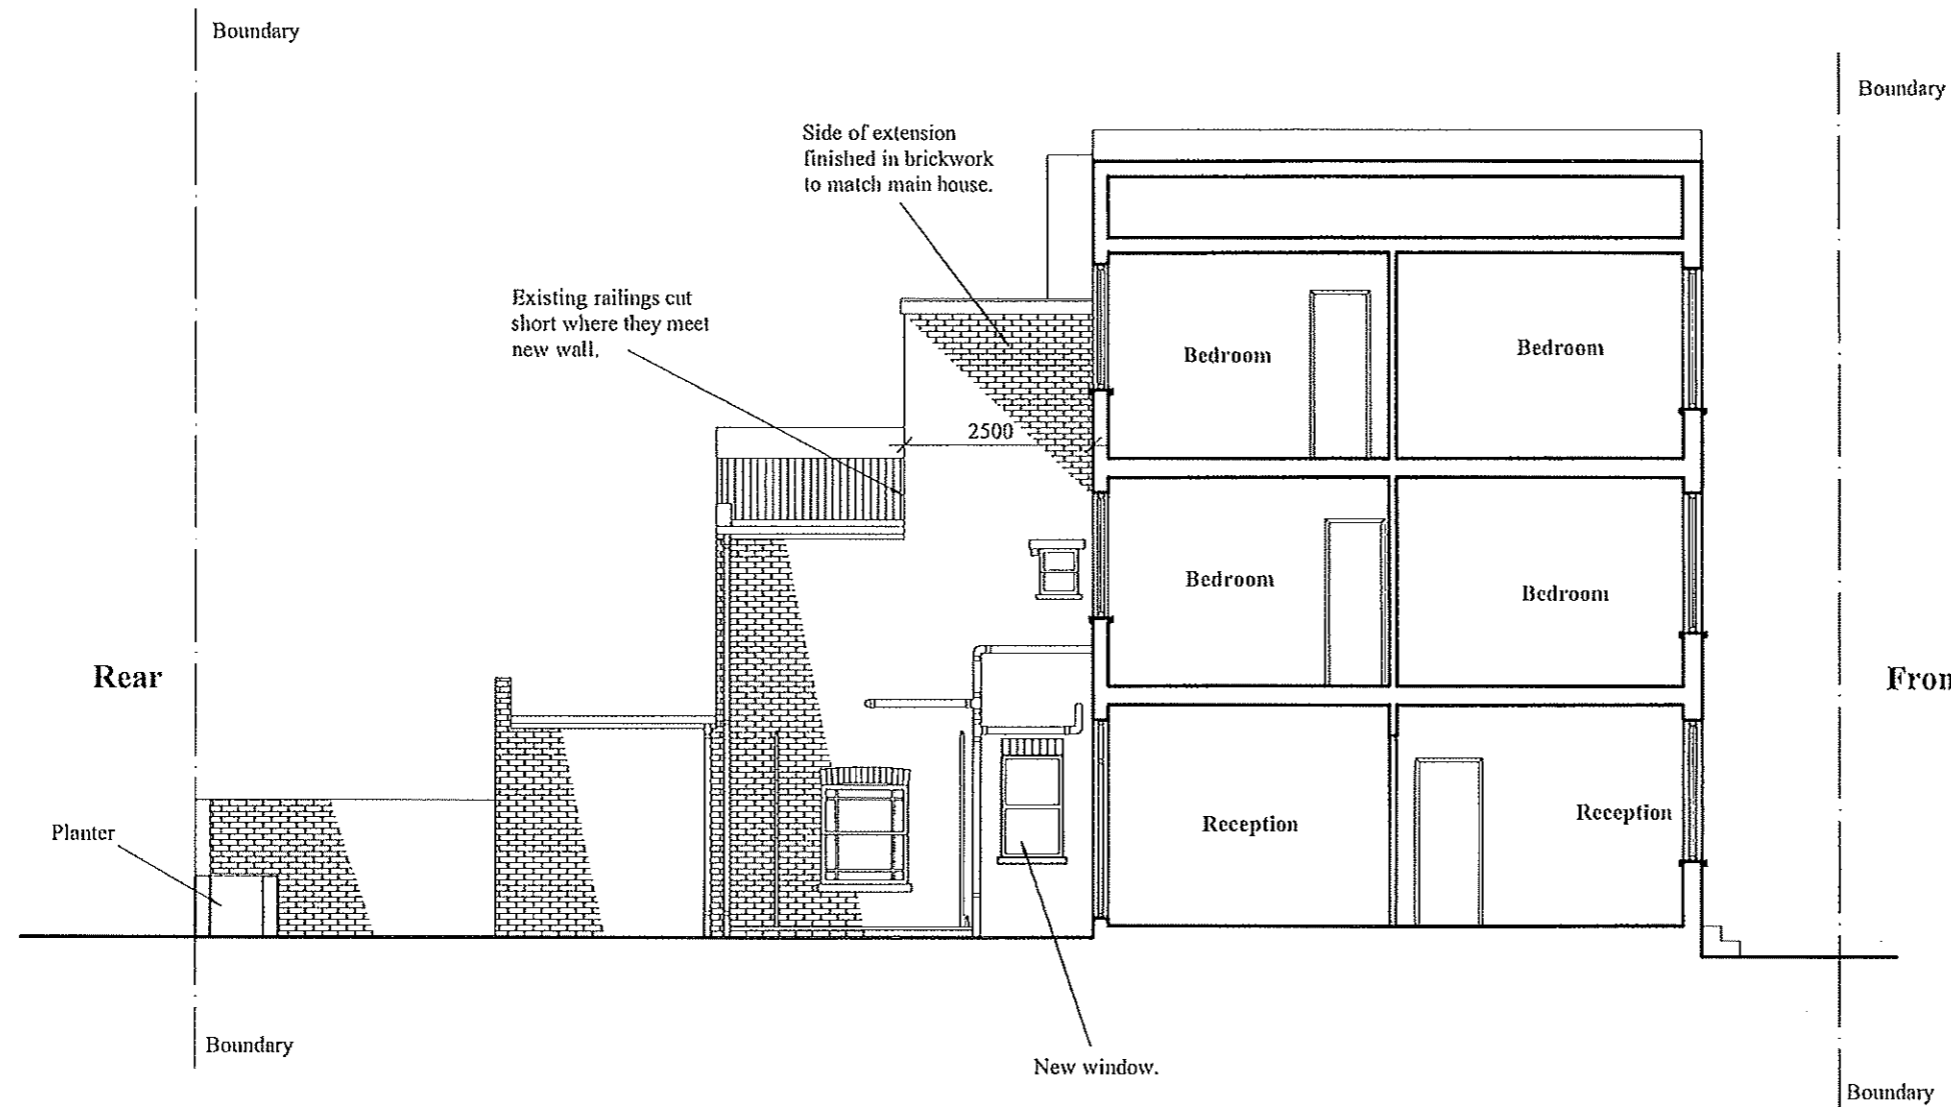 Boundary
Boundary
Side of extension
finished in brickwork
to match main house.
Existing railings cut
short where they meet
new wall.
Bedroom
Bedroom
2500
Bedroom
Bedroom
Rear
Fron
Planter
Reception
Reception
Boundary
New window.
Boundary